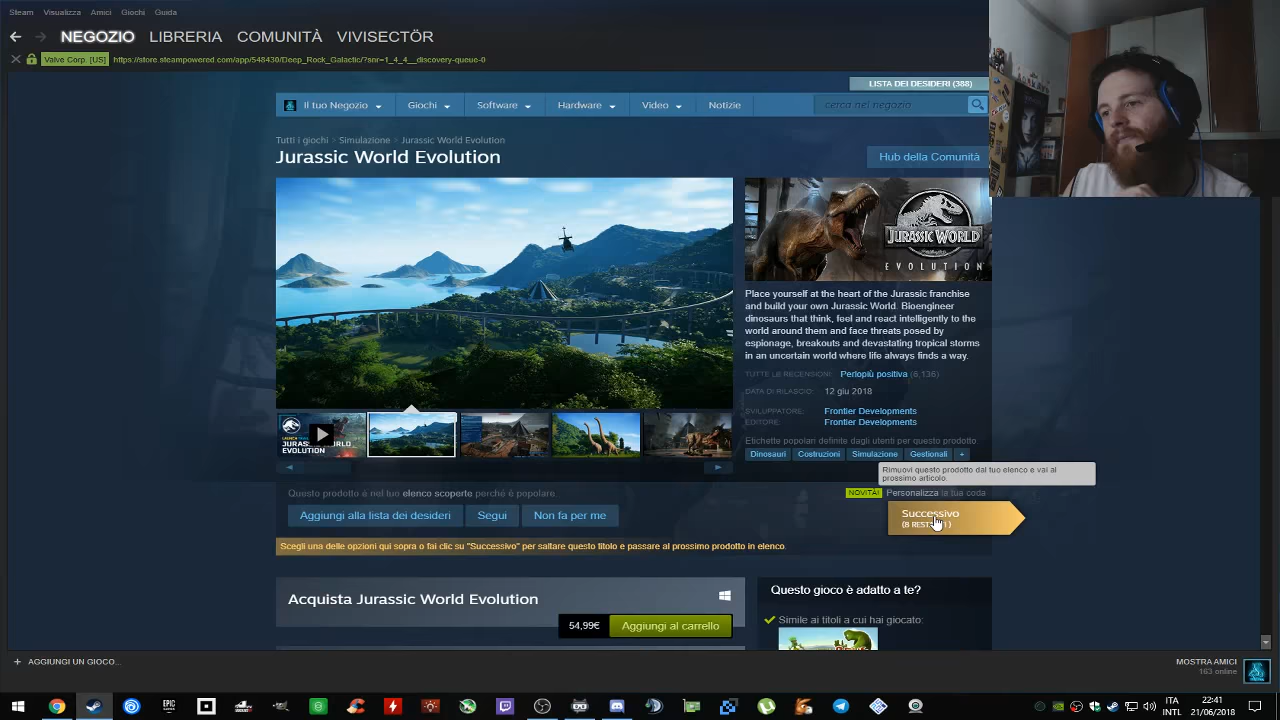 Steam Visualizza Amici Giochi Guida
NEGOZIO LIBRERIA COMUNITÀ VIVISECTÖR
Valve Corp. [US] https://store.steampowered.com/app/548430/Deep_Rock_Galactic/?snr=1_4_4__discovery-queue-0
LISTA DEI DESIDERI (388)
Il tuo Negozio Giochi Software Hardware Video Notizie cerca nel negozio
Tutti i giochi > Simulazione > Jurassic World Evolution
Jurassic World Evolution
Hub della Comunità
JURASSIC WORLD
EVOLUTION
Place yourself at the heart of the Jurassic franchise
and build your own Jurassic World. Bioengineer
dinosaurs that think, feel and react intelligently to the
world around them and face threats posed by
espionage, breakouts and devastating tropical storms
in an uncertain world where life always finds a way.
TUTTE LE RECENSIONI: Perlopiù positiva (6,136)
DATA DI RILASCIO: 12 giu 2018
SVILUPPATORE: Frontier Developments
EDITORE: Frontier Developments
Etichette popolari definite dagli utenti per questo prodotto
Dinosauri Costruzioni Simulazione Gestionali +
LAUNCH
JURASSIC WORLD
EVOLUTION
Rimuovi questo prodotto dal tuo elenco e vai al
prossimo articolo.
Questo prodotto è nel tuo elenco scoperte perché è popolare.
NOVITÀ! Personalizza la tua coda
Aggiungi alla lista dei desideri Segui Non fa per me
Successivo
Scegli una delle opzioni qui sopra o fai clic su "Successivo" per saltare questo titolo e passare al prossimo prodotto in elenco.
Acquista Jurassic World Evolution
54,99€ Aggiungi al carrello
Questo gioco è adatto a te?
Simile ai titoli a cui hai giocato:
+ AGGIUNGI UN GIOCO...
MOSTRA AMICI
163 online
EPIC GAMES
ITA
INTL
22:41
21/06/2018